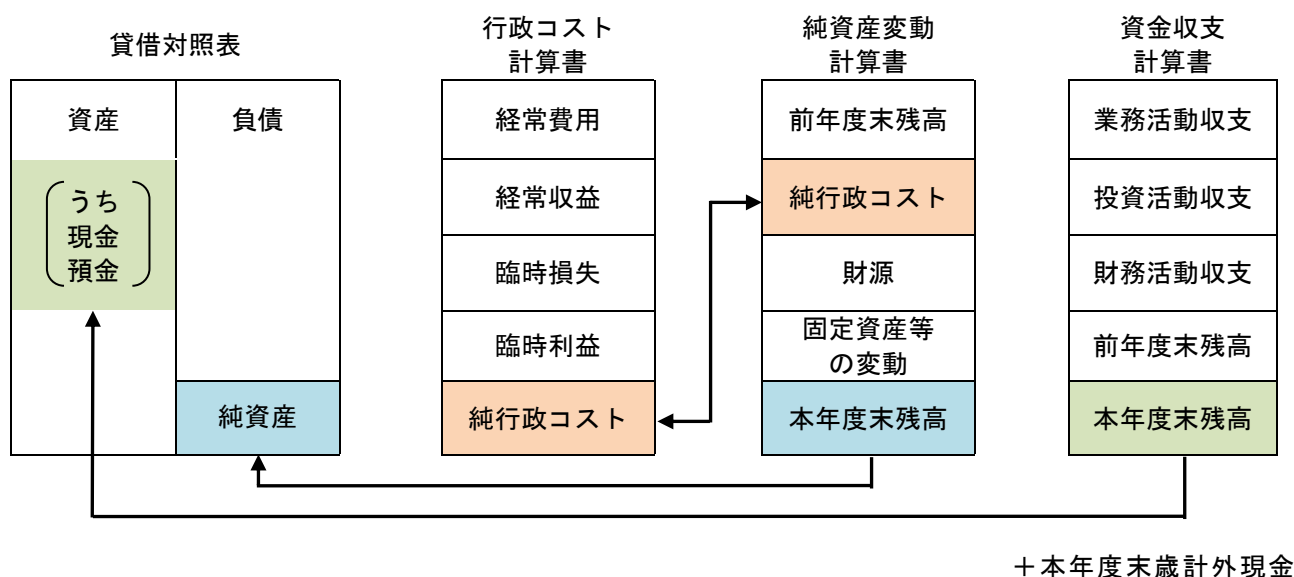 貸借対照表
資産
負債
うち
現金
預金
純資産
行政コスト
計算書
経常費用
経常収益
臨時損失
臨時利益
純行政コスト
純資産変動
計算書
前年度末残高
純行政コスト
財源
固定資産等
の変動
本年度末残高
資金収支
計算書
業務活動収支
投資活動収支
財務活動収支
前年度末残高
本年度末残高
＋本年度末歳計外現金